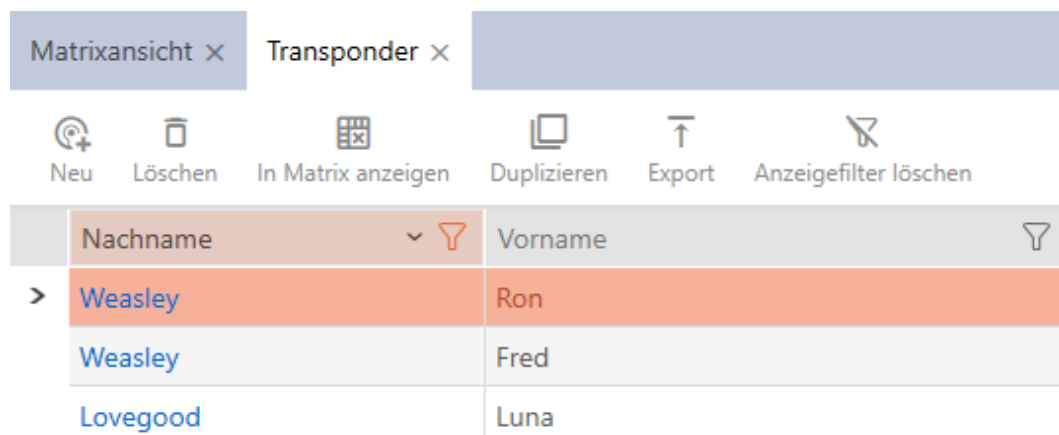 Matrixansicht × Transponder ×
Neu Löschen In Matrix anzeigen Duplizieren Export Anzeigefilter löschen
Nachname Vorname
Weasley Ron
Weasley Fred
Lovegood Luna